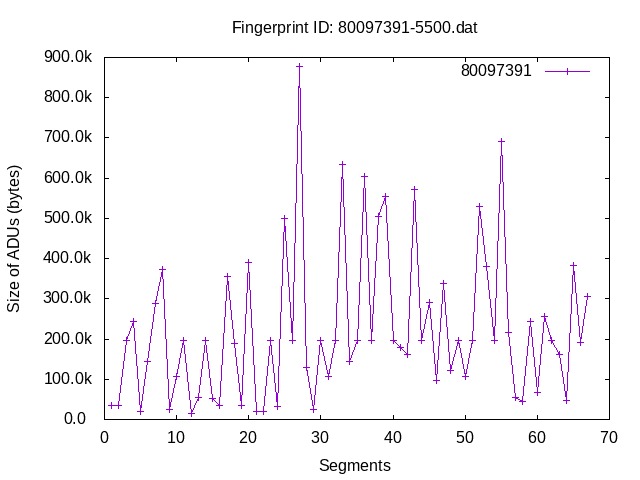 Fingerprint ID: 80097391-5500.dat
900.0k
80097391
800.0k
700.0k
600.0k
500.0k
400.0k
300.0k
200.0k
100.0k
0.0
Size of ADUs (bytes)
0 10 20 30 40 50 60 70
Segments